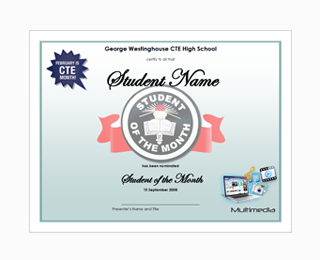 George Westinghouse CTE High School
certify to all that
FEBRUARY IS
CTE
MONTH!
Student Name
STUDENT
OF THE MONTH
has been nominated
Student of the Month
10 September 2008
Presenter's Name and Title
Multimedia